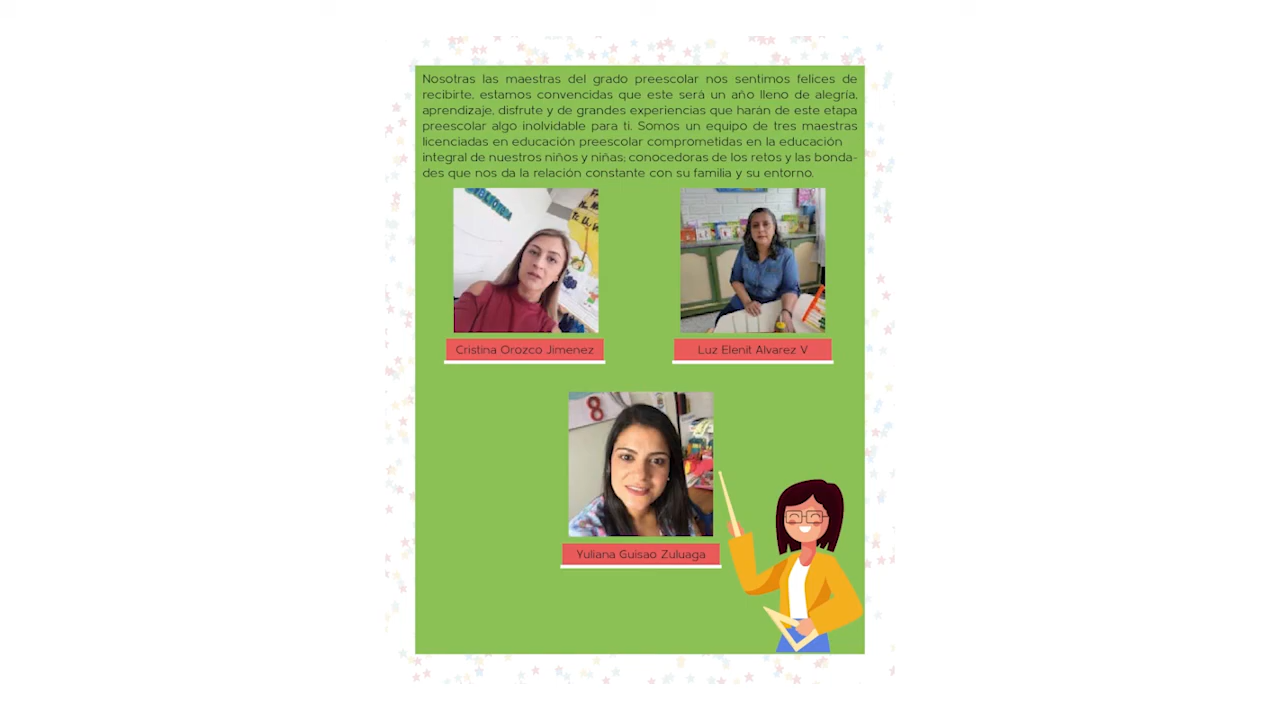 Nosotras las maestras del grado preescolar nos sentimos felices de
recibirte, estamos convencidas que este será un año lleno de alegría,
aprendizaje, disfrute y de grandes experiencias que harán de este etapa
preescolar algo inolvidable para ti. Somos un equipo de tres maestras
licenciadas en educación preescolar comprometidas en la educación
integral de nuestros niños y niñas; conocedoras de los retos y las bonda-
des que nos da la relación constante con su familia y su entorno.
Cristina Orozco Jimenez
Luz Elenit Alvarez V
8
Yuliana Guisao Zuluaga